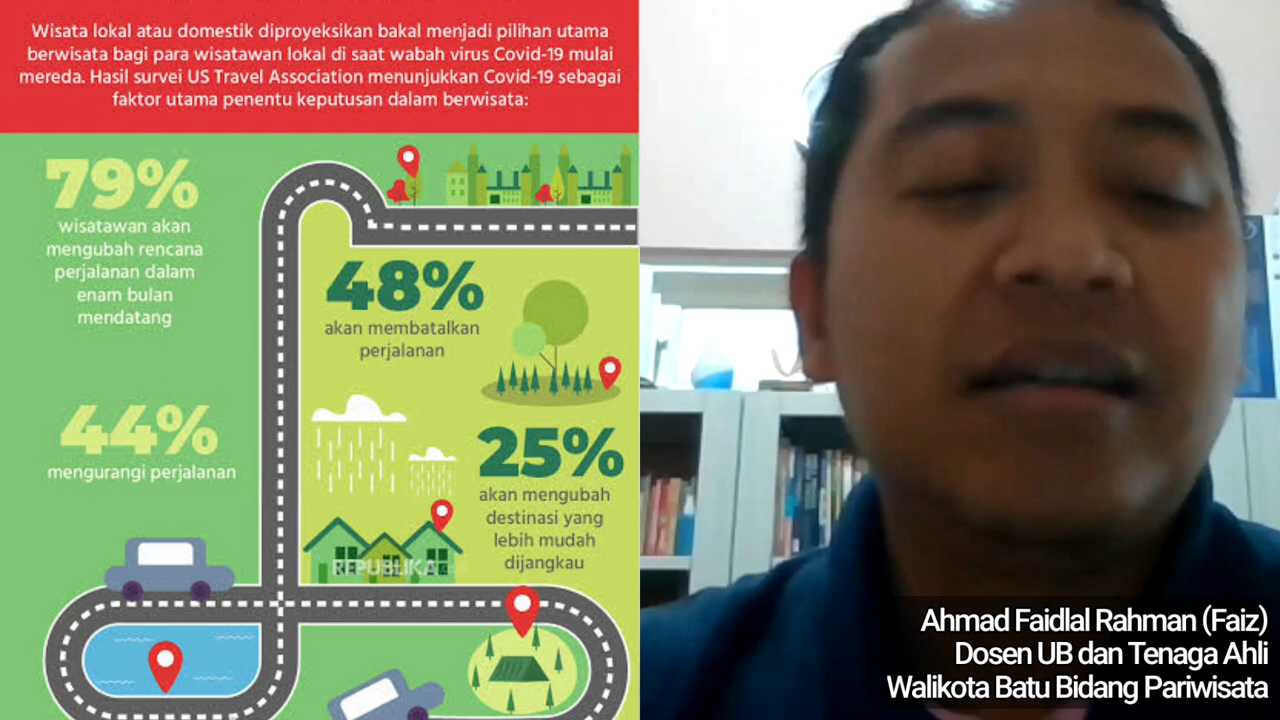 Wisata lokal atau domestik diproyeksikan bakal menjadi pilihan utama
berwisata bagi para wisatawan lokal di saat wabah virus Covid-19 mulai
mereda. Hasil survei US Travel Association menunjukkan Covid-19 sebagai
faktor utama penentu keputusan dalam berwisata:
79%
wisatawan akan
mengubah rencana
perjalanan dalam
enam bulan
mendatang
48%
akan membatalkan
perjalanan
44%
mengurangi perjalanan
25%
akan mengubah
destinasi yang
lebih mudah
dijangkau
REPUBLIKA
Ahmad Faidlal Rahman (Faiz)
Dosen UB dan Tenaga Ahli
Walikota Batu Bidang Pariwisata